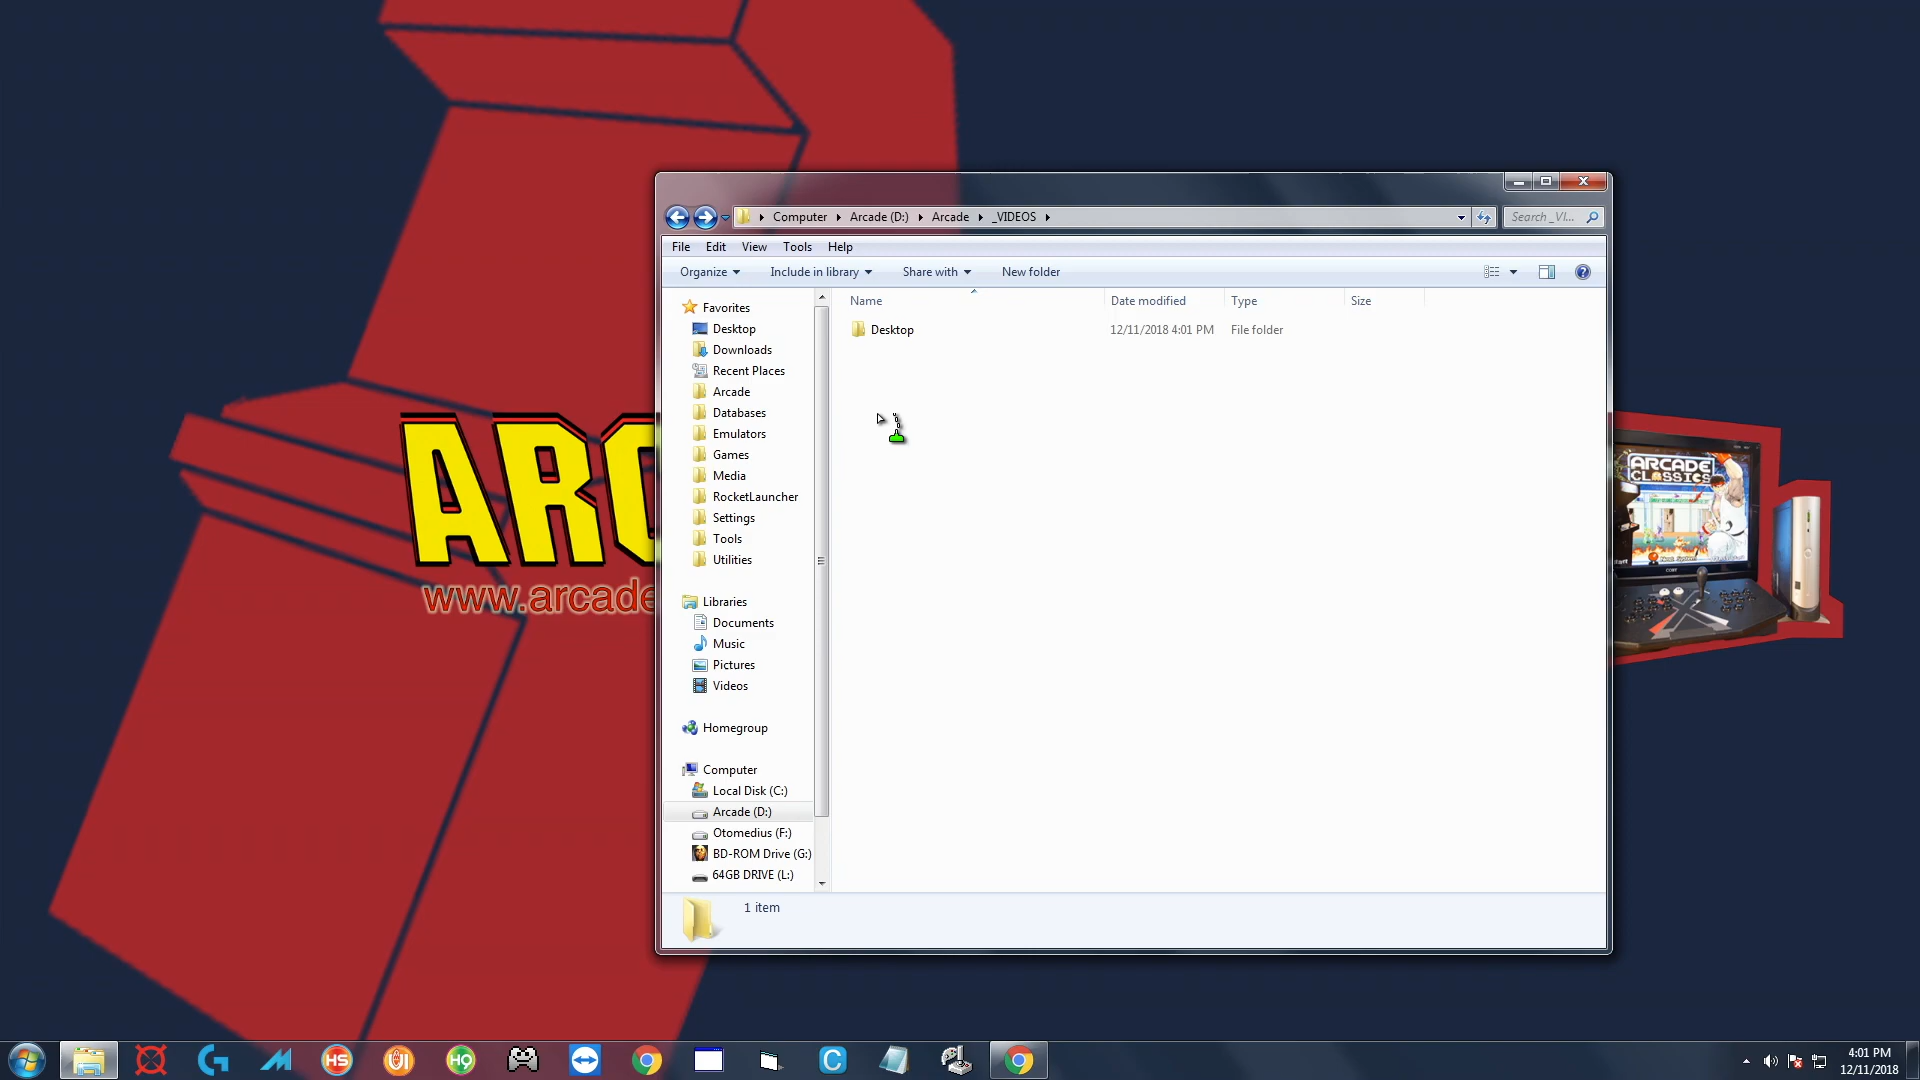 Computer Arcade (D:) Arcade _VIDEOS
Search _VI...
File Edit View Tools Help
Organize Include in library Share with New folder
Name Date modified Type Size
Desktop 12/11/2018 4:01 PM File folder
Favorites
Desktop
Downloads
Recent Places
Arcade
Databases
Emulators
Games
Media
RocketLauncher
Settings
Tools
Utilities
Libraries
Documents
Music
Pictures
Videos
Homegroup
Computer
Local Disk (C:)
Arcade (D:)
Otomedius (F:)
BD-ROM Drive (G:)
64GB DRIVE (L:)
1 item
ARC
www.arcade
ARCADE
CLASSICS
HS
UI
HQ
C
4:01 PM
12/11/2018